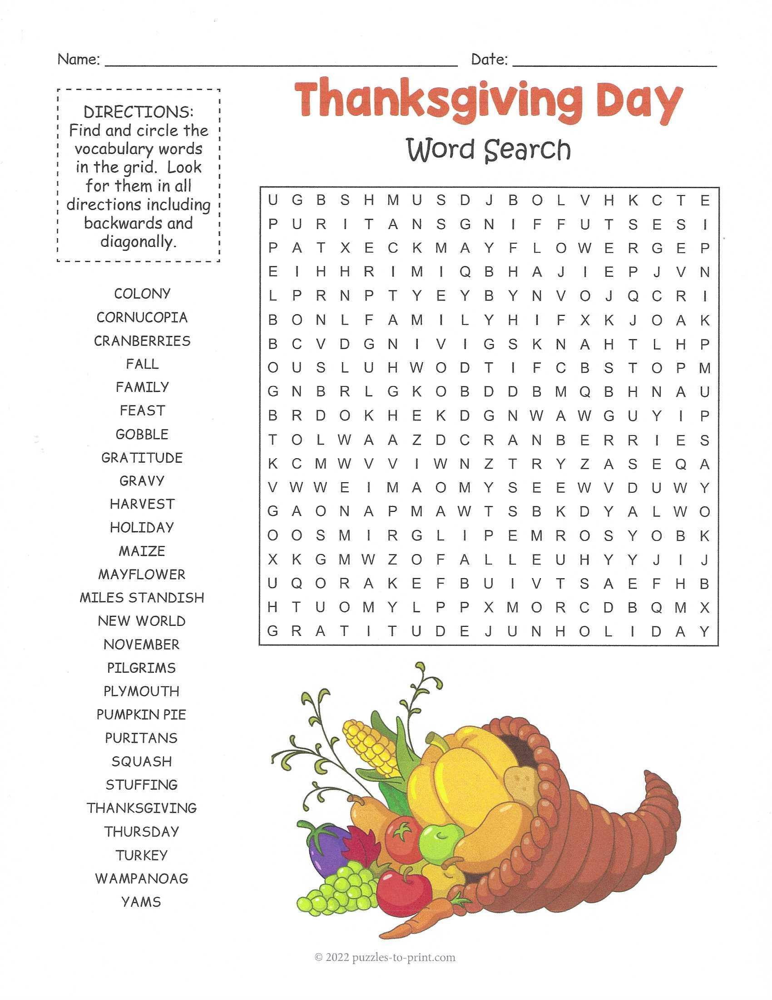 Name: Date:
Thanksgiving Day
Word Search
DIRECTIONS:
Find and circle the
vocabulary words
in the grid. Look
for them in all
directions including
backwards and
diagonally.
COLONY
CORNUCOPIA
CRANBERRIES
FALL
FAMILY
FEAST
GOBBLE
GRATITUDE
GRAVY
HARVEST
HOLIDAY
MAIZE
MAYFLOWER
MILES STANDISH
NEW WORLD
NOVEMBER
PILGRIMS
PLYMOUTH
PUMPKIN PIE
PURITANS
SQUASH
STUFFING
THANKSGIVING
THURSDAY
TURKEY
WAMPANOAG
YAMS
U G B S H M U S D J B O L V H K C T E
P U R I T A N S G N I F F U T S E S I
P A T X E C K M A Y F L O W E R G E P
E I H H R I M I Q B H A J I E P J V N
L P R N P T Y E Y B Y N V O J Q C R I
B O N L F A M I L Y H I F X K J O A K
B C V D G N I V I G S K N A H T L H P
O U S L U H W O D T I F C B S T O P M
G N B R L G K O B D D B M Q B H N A U
B R D O K H E K D G N W A W G U Y I P
T O L W A A Z D C R A N B E R R I E S
K C M W V V I W N Z T R Y Z A S E Q A
V W W E I M A O M Y S E E W V D U W Y
G A O N A P M A W T S B K D Y A L W O
O O S M I R G L I P E M R O S Y O B K
X K G M W Z O F A L L E U H Y Y J I J
U Q O R A K E F B U I V T S A E F H B
H T U O M Y L P P X M O R C D B Q M X
G R A T I T U D E J U N H O L I D A Y
© 2022 puzzles-to-print.com